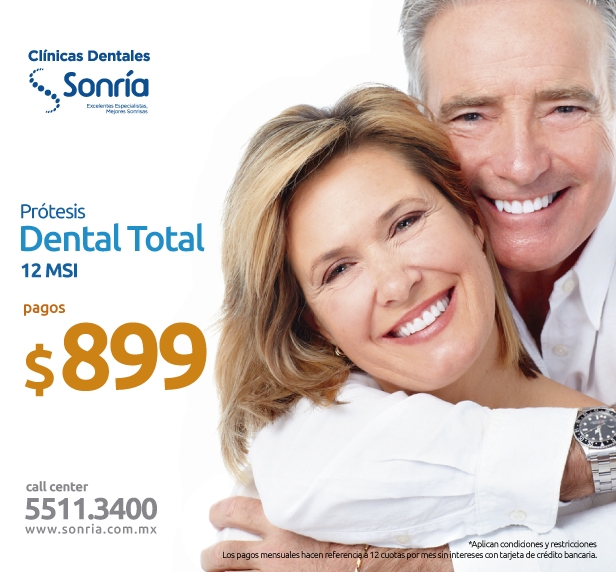 Clínicas Dentales
Sonría
Excelentes Especialistas,
Mejores Sonrisas
Prótesis
Dental Total
12 MSI
pagos
$899
call center
5511.3400
www.sonria.com.mx
*Aplican condiciones y restricciones
Los pagos mensuales hacen referencia a 12 cuotas por mes sin intereses con tarjeta de crédito bancaria.